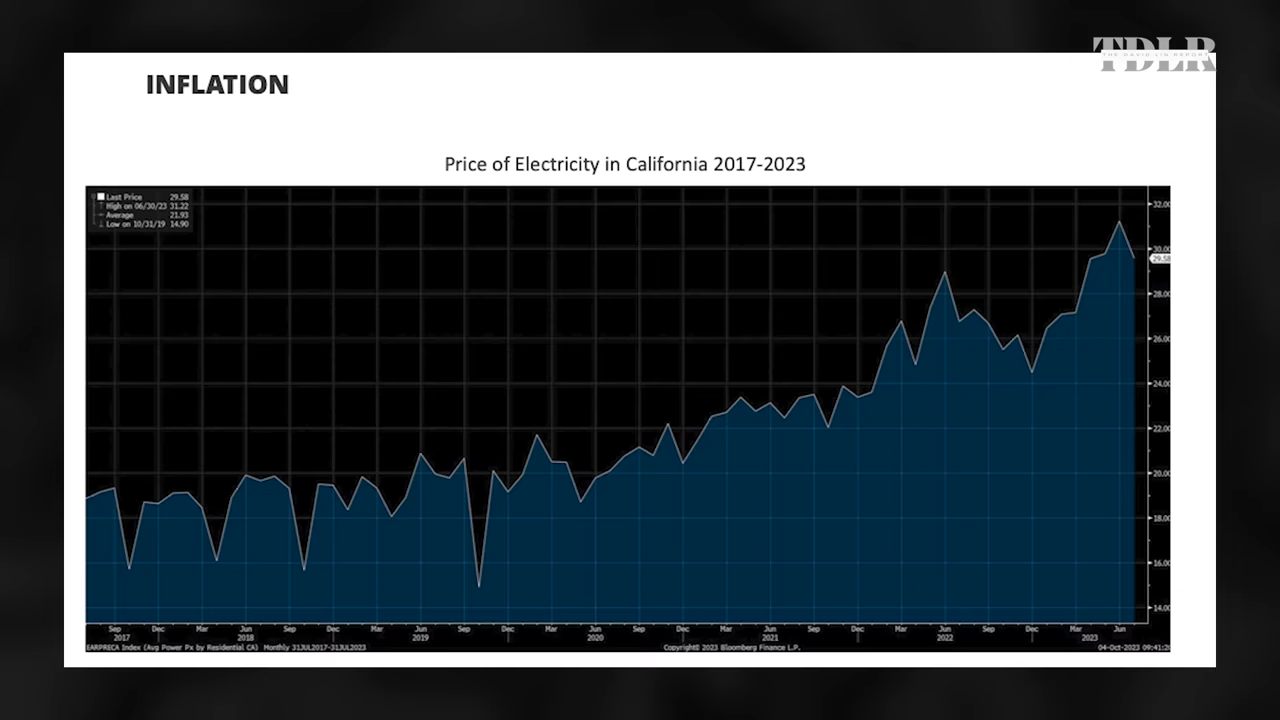 TDLR
THE DAVID LIN REPORT
INFLATION
Price of Electricity in California 2017-2023
Last Price 29.58
High on 06/30/23 31.22
Average 21.93
Low on 10/31/19 14.90
32.00
30.00
29.58
28.00
26.00
24.00
22.00
20.00
18.00
16.00
14.00
Sep Dec Mar Jun Sep Dec Mar Jun Sep Dec Mar Jun Sep Dec Mar Jun Sep Dec Mar Jun Sep Dec Mar Jun
2017 2018 2019 2020 2021 2022 2023
EARPRECA Index (Avg Power Px by Residential CA) Monthly 31JUL2017-31JUL2023 Copyright© 2023 Bloomberg Finance L.P. 04-Oct-2023 09:41:20